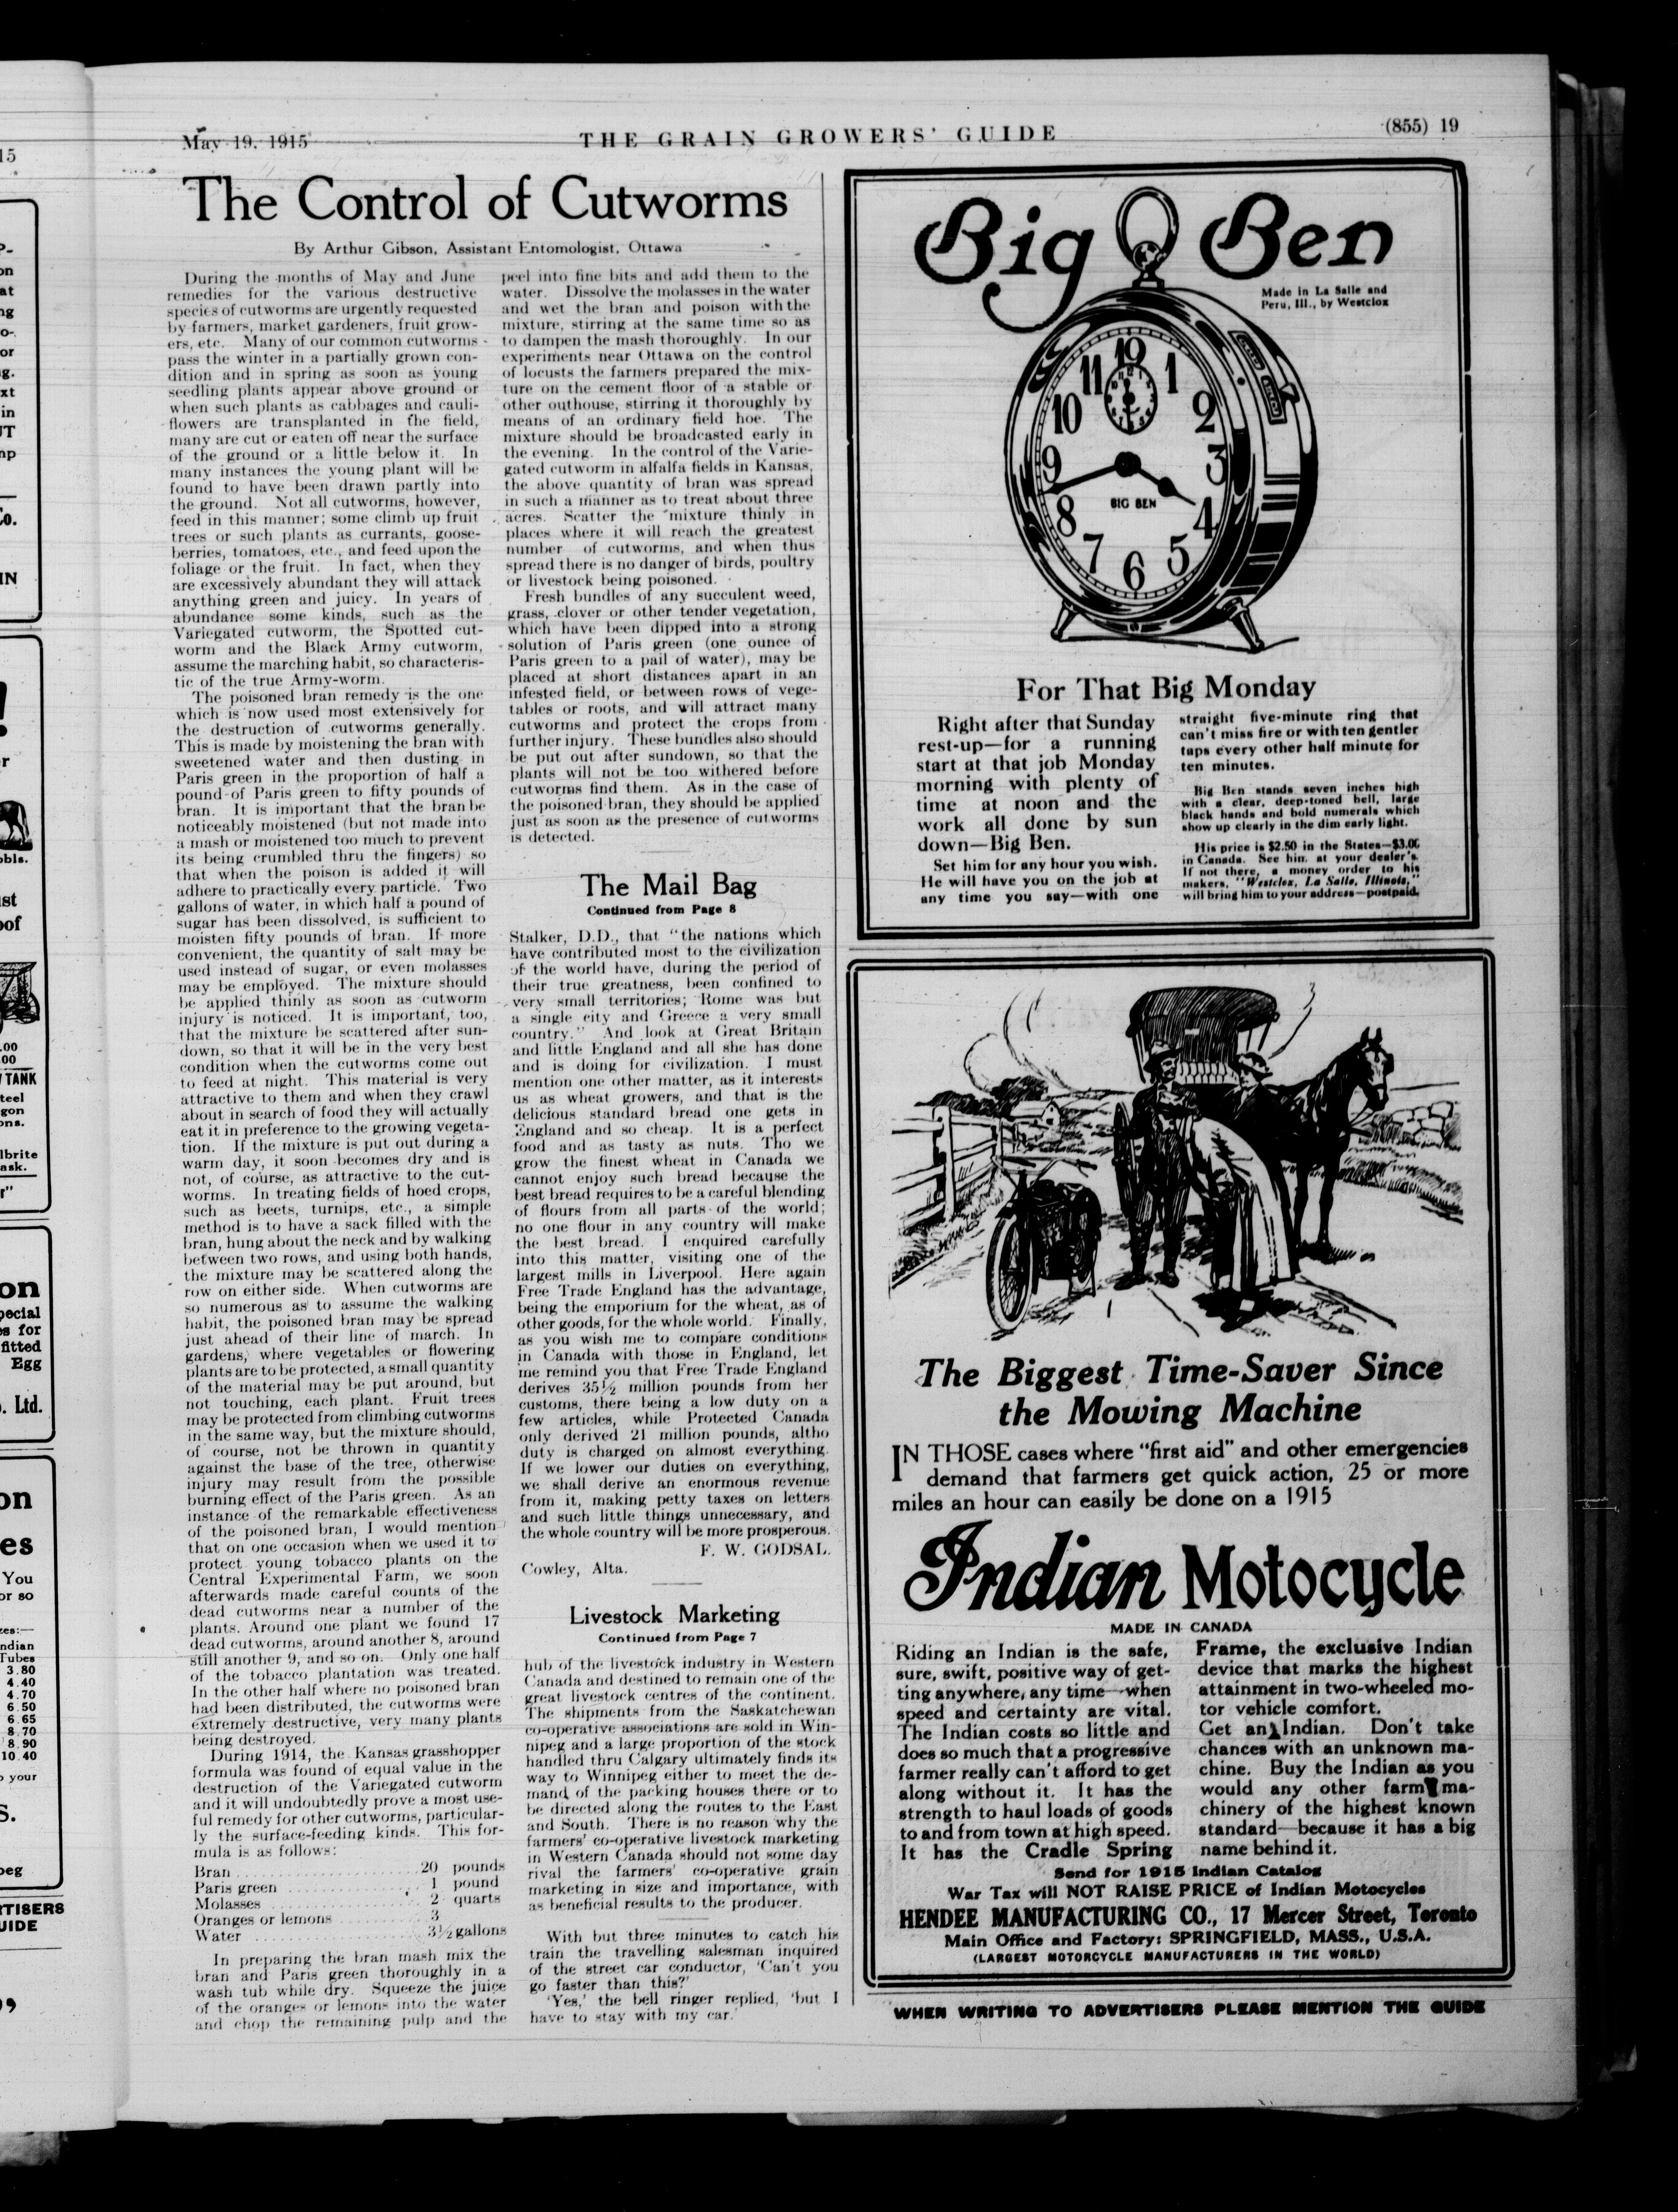 May 19, 1915
THE GRAIN GROWERS' GUIDE
(855) 19
The Control of Cutworms
By Arthur Gibson, Assistant Entomologist, Ottawa
During the months of May and June
remedies for the various destructive
species of cutworms are urgently requested
by farmers, market gardeners, fruit grow-
ers, etc. Many of our common cutworms
pass the winter in a partially grown con-
dition and in spring as soon as young
seedling plants appear above ground or
when such plants as cabbages and cauli-
flowers are transplanted in the field,
many are cut or eaten off near the surface
of the ground or a little below it. In
many instances the young plant will be
found to have been drawn partly into
the ground. Not all cutworms, however,
feed in this manner; some climb up fruit
trees or such plants as currants, goose-
berries, tomatoes, etc., and feed upon the
foliage or the fruit. In fact, when they
are excessively abundant they will attack
anything green and juicy. In years of
abundance some kinds, such as the
Variegated cutworm, the Spotted cut-
worm and the Black Army cutworm,
assume the marching habit, so characteris-
tic of the true Army-worm.
The poisoned bran remedy is the one
which is now used most extensively for
the destruction of cutworms generally.
This is made by moistening the bran with
sweetened water and then dusting in
Paris green in the proportion of half a
pound of Paris green to fifty pounds of
bran. It is important that the bran be
noticeably moistened (but not made into
a mash or moistened too much to prevent
its being crumbled thru the fingers) so
that when the poison is added it will
adhere to practically every particle. Two
gallons of water, in which half a pound of
sugar has been dissolved, is sufficient to
moisten fifty pounds of bran. If more
convenient, the quantity of salt may be
used instead of sugar, or even molasses
may be employed. The mixture should
be applied thinly as soon as cutworm
injury is noticed. It is important, too,
that the mixture be scattered after sun-
down, so that it will be in the very best
condition when the cutworms come out
to feed at night. This material is very
attractive to them and when they crawl
about in search of food they will actually
eat it in preference to the growing vegeta-
tion. If the mixture is put out during a
warm day, it soon becomes dry and is
not, of course, as attractive to the cut-
worms. In treating fields of hoed crops,
such as beets, turnips, etc., a simple
method is to have a sack filled with the
bran, hung about the neck and by walking
between two rows, and using both hands,
the mixture may be scattered along the
row on either side. When cutworms are
so numerous as to assume the walking
habit, the poisoned bran may be spread
just ahead of their line of march. In
gardens, where vegetables or flowering
plants are to be protected, a small quantity
of the material may be put around, but
not touching, each plant. Fruit trees
may be protected from climbing cutworms
in the same way, but the mixture should,
of course, not be thrown in quantity
against the base of the tree, otherwise
injury may result from the possible
burning effect of the Paris green. As an
instance of the remarkable effectiveness
of the poisoned bran, I would mention
that on one occasion when we used it to
protect young tobacco plants on the
Central Experimental Farm, we soon
afterwards made careful counts of the
dead cutworms near a number of the
plants. Around one plant we found 17
dead cutworms, around another 8, around
still another 9, and so on. Only one half
of the tobacco plantation was treated.
In the other half where no poisoned bran
had been distributed, the cutworms were
extremely destructive, very many plants
being destroyed.
During 1914, the Kansas grasshopper
formula was found of equal value in the
destruction of the Variegated cutworm
and it will undoubtedly prove a most use-
ful remedy for other cutworms, particular-
ly the surface-feeding kinds. This for-
mula is as follows:
Bran 20 pounds
Paris green 1 pound
Molasses 2 quarts
Oranges or lemons 3
Water 3½ gallons
In preparing the bran mash mix the
bran and Paris green thoroughly in a
wash tub while dry. Squeeze the juice
of the oranges or lemons into the water
and chop the remaining pulp and the
peel into fine bits and add them to the
water. Dissolve the molasses in the water
and wet the bran and poison with the
mixture, stirring at the same time so as
to dampen the mash thoroughly. In our
experiments near Ottawa on the control
of locusts the farmers prepared the mix-
ture on the cement floor of a stable or
other outhouse, stirring it thoroughly by
means of an ordinary field hoe. The
mixture should be broadcasted early in
the evening. In the control of the Varie-
gated cutworm in alfalfa fields in Kansas,
the above quantity of bran was spread
in such a manner as to treat about three
acres. Scatter the mixture thinly in
places where it will reach the greatest
number of cutworms, and when thus
spread there is no danger of birds, poultry
or livestock being poisoned.
Fresh bundles of any succulent weed,
grass, clover or other tender vegetation,
which have been dipped into a strong
solution of Paris green (one ounce of
Paris green to a pail of water), may be
placed at short distances apart in an
infested field, or between rows of vege-
tables or roots, and will attract many
cutworms and protect the crops from
further injury. These bundles also should
be put out after sundown, so that the
plants will not be too withered before
cutworms find them. As in the case of
the poisoned bran, they should be applied
just as soon as the presence of cutworms
is detected.
The Mail Bag
Continued from Page 8
Stalker, D.D., that "the nations which
have contributed most to the civilization
of the world have, during the period of
their true greatness, been confined to
very small territories; Rome was but
a single city and Greece a very small
country." And look at Great Britain
and little England and all she has done
and is doing for civilization. I must
mention one other matter, as it interests
us as wheat growers, and that is the
delicious standard bread one gets in
England and so cheap. It is a perfect
food and as tasty as nuts. Tho we
grow the finest wheat in Canada we
cannot enjoy such bread because the
best bread requires to be a careful blending
of flours from all parts of the world;
no one flour in any country will make
the best bread. I enquired carefully
into this matter, visiting one of the
largest mills in Liverpool. Here again
Free Trade England has the advantage,
being the emporium for the wheat, as of
other goods, for the whole world. Finally,
as you wish me to compare conditions
in Canada with those in England, let
me remind you that Free Trade England
derives 35½ million pounds from her
customs, there being a low duty on a
few articles, while Protected Canada
only derived 21 million pounds, altho
duty is charged on almost everything.
If we lower our duties on everything,
we shall derive an enormous revenue
from it, making petty taxes on letters
and such little things unnecessary, and
the whole country will be more prosperous.
F. W. GODSAL.
Cowley, Alta.
Livestock Marketing
Continued from Page 7
hub of the livestock industry in Western
Canada and destined to remain one of the
great livestock centres of the continent.
The shipments from the Saskatchewan
co-operative associations are sold in Win-
nipeg and a large proportion of the stock
handled thru Calgary ultimately finds its
way to Winnipeg either to meet the de-
mand of the packing houses there or to
be directed along the routes to the East
and South. There is no reason why the
farmers' co-operative livestock marketing
in Western Canada should not some day
rival the farmers' co-operative grain
marketing in size and importance, with
as beneficial results to the producer.
With but three minutes to catch his
train the travelling salesman inquired
of the street car conductor, 'Can't you
go faster than this?'
'Yes,' the bell ringer replied, 'but I
have to stay with my car.'
Big Ben
Made in La Salle and
Peru, Ill., by Westclox
12
11 1
10 2
9 3
BIG BEN
8 4
7 5
6
For That Big Monday
Right after that Sunday
rest-up—for a running
start at that job Monday
morning with plenty of
time at noon and the
work all done by sun
down—Big Ben.
Set him for any hour you wish.
He will have you on the job at
any time you say—with one
straight five-minute ring that
can't miss fire or with ten gentler
taps every other half minute for
ten minutes.
Big Ben stands seven inches high
with a clear, deep-toned bell, large
black hands and bold numerals which
show up clearly in the dim early light.
His price is $2.50 in the States—$3.00
in Canada. See him at your dealer's.
If not there, a money order to his
makers, "Westclox, La Salle, Illinois,"
will bring him to your address—postpaid.
The Biggest Time-Saver Since
the Mowing Machine
IN THOSE cases where "first aid" and other emergencies
demand that farmers get quick action, 25 or more
miles an hour can easily be done on a 1915
Indian Motocycle
MADE IN CANADA
Riding an Indian is the safe,
sure, swift, positive way of get-
ting anywhere, any time—when
speed and certainty are vital.
The Indian costs so little and
does so much that a progressive
farmer really can't afford to get
along without it. It has the
strength to haul loads of goods
to and from town at high speed.
It has the Cradle Spring
Frame, the exclusive Indian
device that marks the highest
attainment in two-wheeled mo-
tor vehicle comfort.
Get an Indian. Don't take
chances with an unknown ma-
chine. Buy the Indian as you
would any other farm ma-
chinery of the highest known
standard—because it has a big
name behind it.
Send for 1915 Indian Catalog
War Tax will NOT RAISE PRICE of Indian Motocycles
HENDEE MANUFACTURING CO., 17 Mercer Street, Toronto
Main Office and Factory: SPRINGFIELD, MASS., U.S.A.
(LARGEST MOTORCYCLE MANUFACTURERS IN THE WORLD)
WHEN WRITING TO ADVERTISERS PLEASE MENTION THE GUIDE